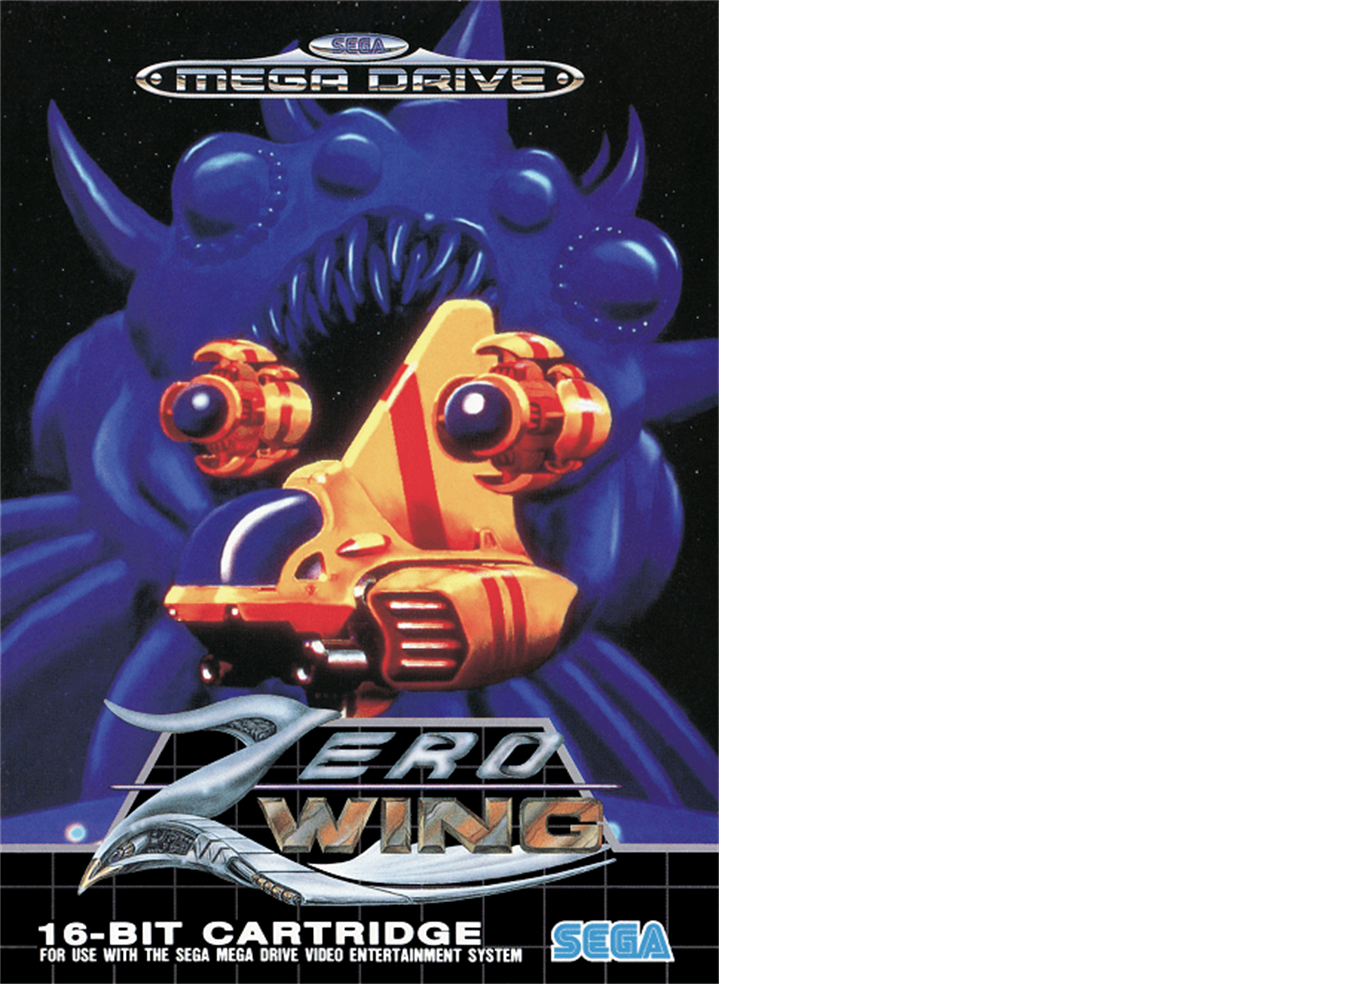 SEGA
MEGA DRIVE
ZERO
WING
16-BIT CARTRIDGE
FOR USE WITH THE SEGA MEGA DRIVE VIDEO ENTERTAINMENT SYSTEM
SEGA